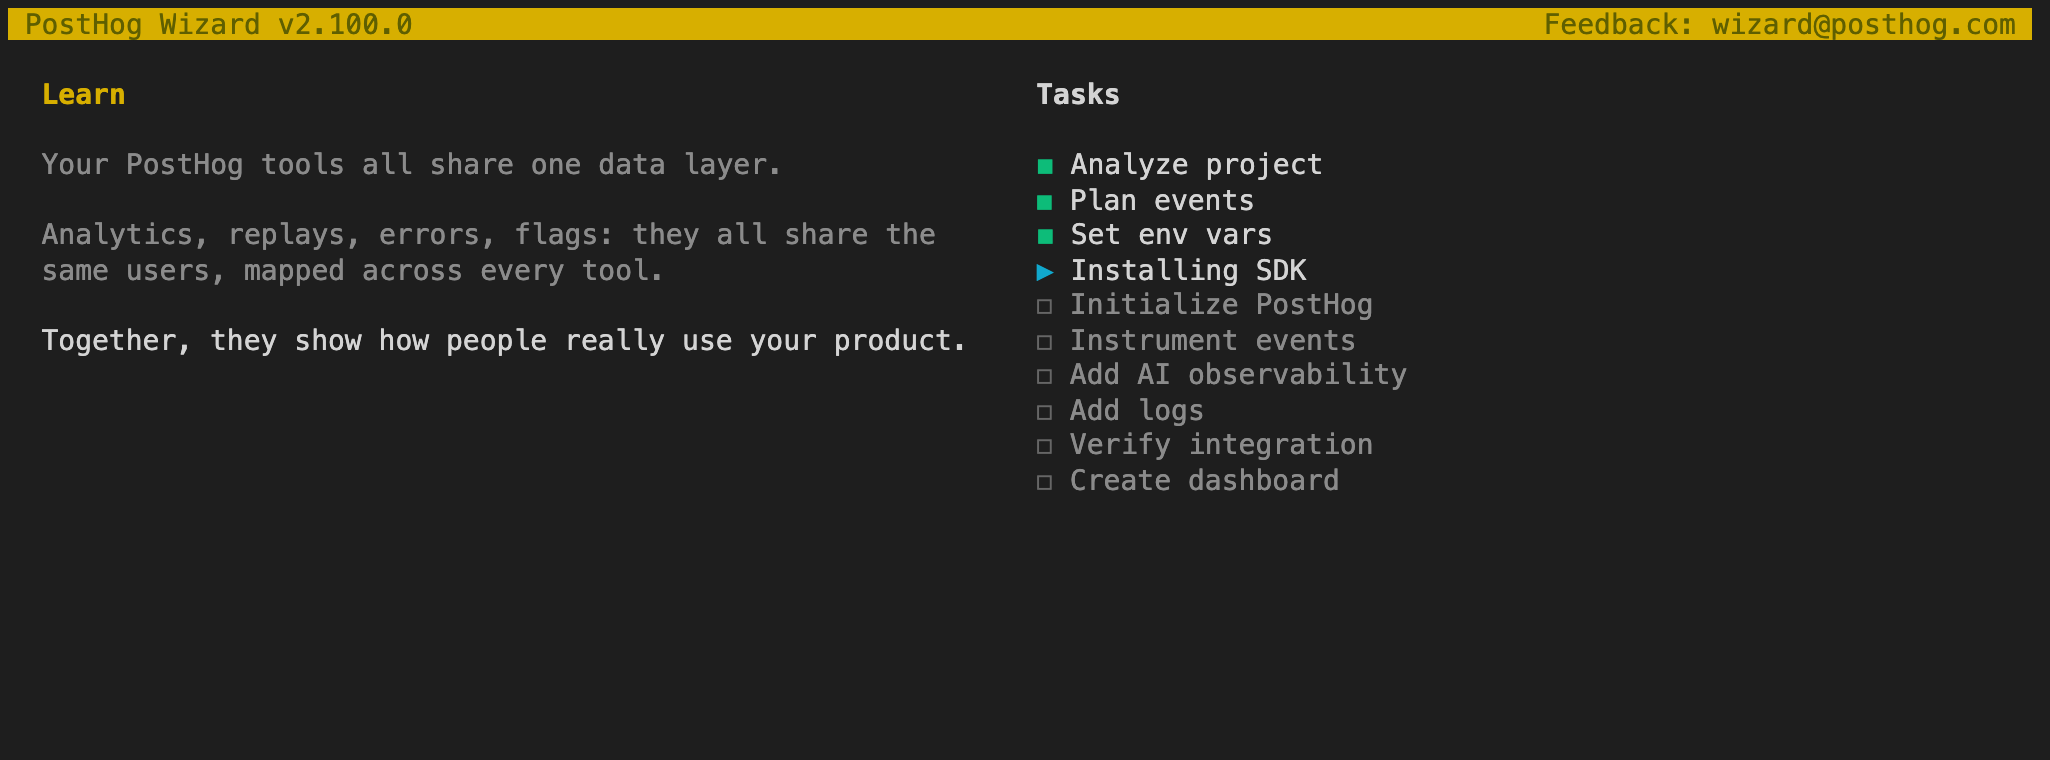 PostHog Wizard v2.100.0
Feedback: wizard@posthog.com
Learn
Your PostHog tools all share one data layer.
Analytics, replays, errors, flags: they all share the
same users, mapped across every tool.
Together, they show how people really use your product.
Tasks
Analyze project
Plan events
Set env vars
Installing SDK
Initialize PostHog
Instrument events
Add AI observability
Add logs
Verify integration
Create dashboard